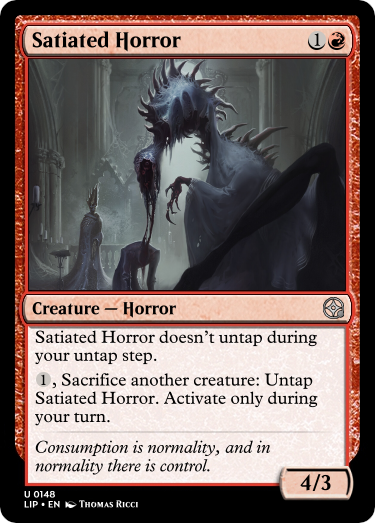 Satiated Horror 1
Creature — Horror
Satiated Horror doesn't untap during
your untap step.
1, Sacrifice another creature: Untap
Satiated Horror. Activate only during
your turn.
Consumption is normality, and in
normality there is control.
4/3
U 0148
LIP • EN Thomas Ricci